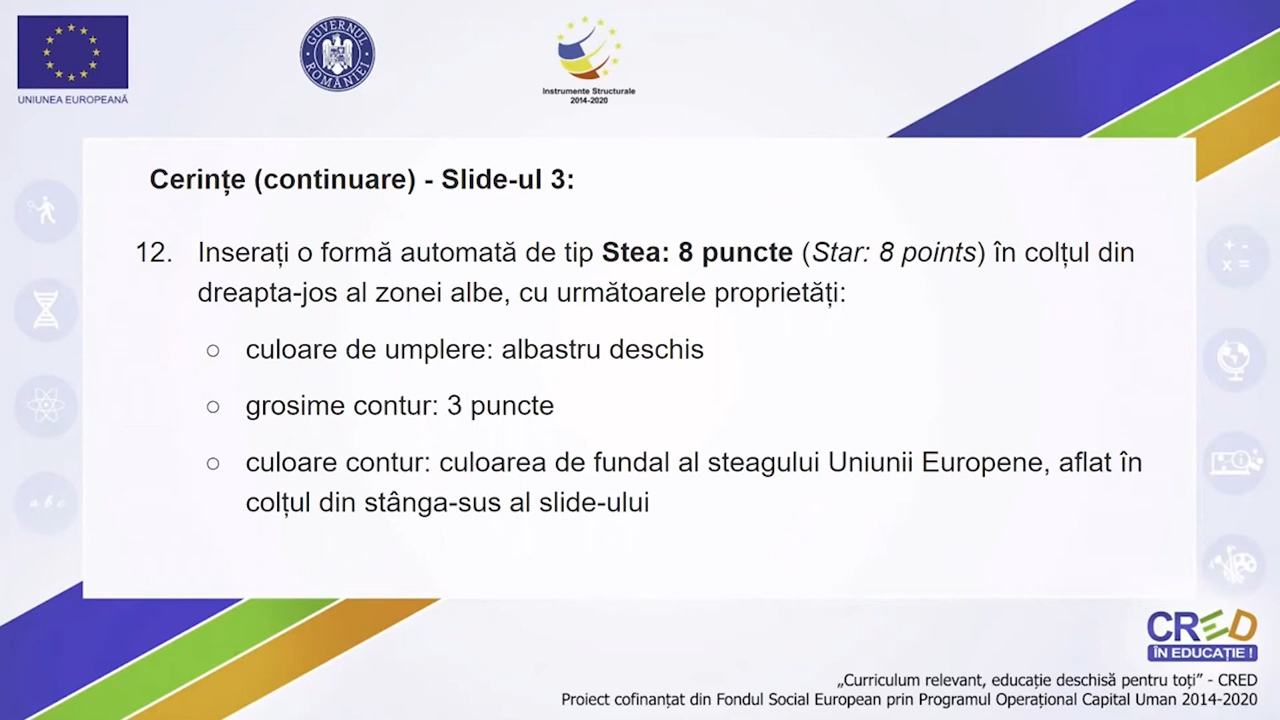 UNIUNEA EUROPEANĂ
GUVERNUL ROMÂNIEI
Instrumente Structurale
2014-2020
Cerințe (continuare) - Slide-ul 3:
12. Inserați o formă automată de tip Stea: 8 puncte (Star: 8 points) în colțul din
dreapta-jos al zonei albe, cu următoarele proprietăți:
○ culoare de umplere: albastru deschis
○ grosime contur: 3 puncte
○ culoare contur: culoarea de fundal al steagului Uniunii Europene, aflat în
colțul din stânga-sus al slide-ului
+ -
x =
a b c
CRED
ÎN EDUCAȚIE !
„Curriculum relevant, educație deschisă pentru toți” - CRED
Proiect cofinanțat din Fondul Social European prin Programul Operațional Capital Uman 2014-2020